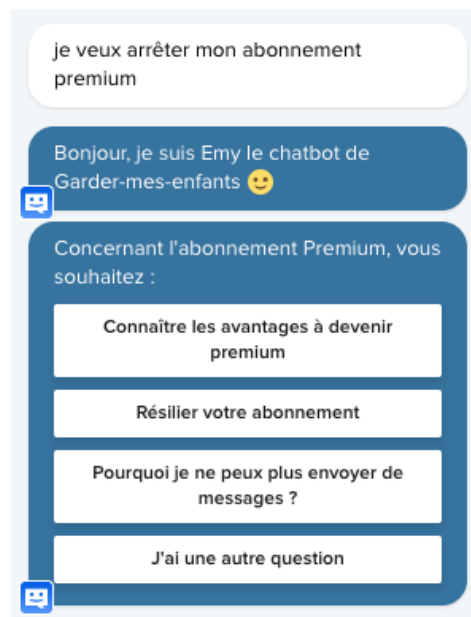 je veux arrêter mon abonnement
premium
Bonjour, je suis Emy le chatbot de
Garder-mes-enfants 🙂
Concernant l'abonnement Premium, vous
souhaitez :
Connaître les avantages à devenir
premium
Résilier votre abonnement
Pourquoi je ne peux plus envoyer de
messages ?
J'ai une autre question